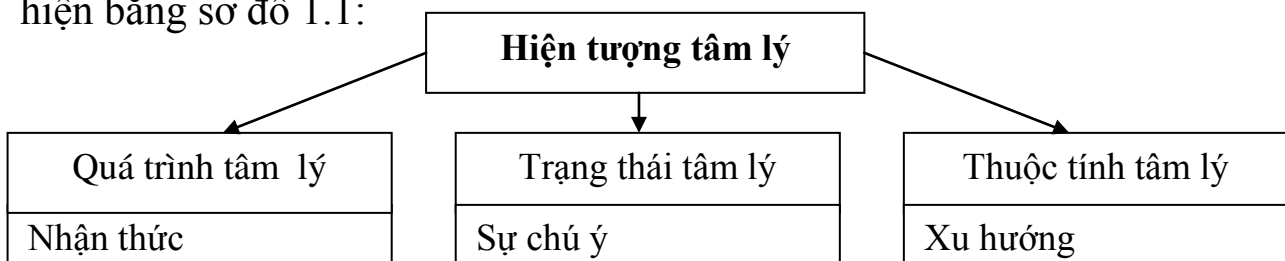 hiện bằng sơ đồ 1.1:
Hiện tượng tâm lý
Quá trình tâm lý
Trạng thái tâm lý
Thuộc tính tâm lý
Nhận thức
Sự chú ý
Xu hướng